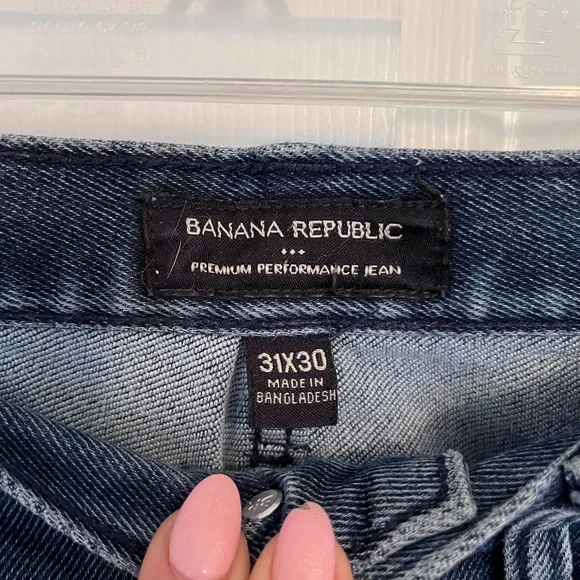 BANANA REPUBLIC
PREMIUM PERFORMANCE JEAN
31X30
MADE IN
BANGLADESH